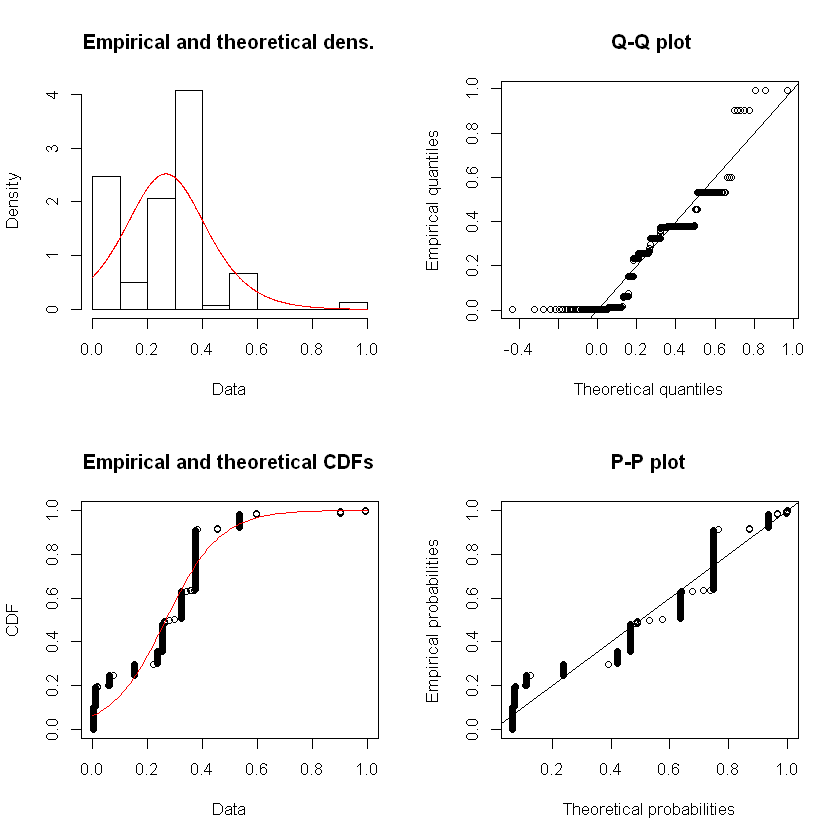 Empirical and theoretical dens.
Density
0 1 2 3 4
0.0 0.2 0.4 0.6 0.8 1.0
Data
Q-Q plot
Empirical quantiles
0.0 0.2 0.4 0.6 0.8 1.0
-0.4 0.0 0.2 0.4 0.6 0.8 1.0
Theoretical quantiles
Empirical and theoretical CDFs
CDF
0.0 0.2 0.4 0.6 0.8 1.0
0.0 0.2 0.4 0.6 0.8 1.0
Data
P-P plot
Empirical probabilities
0.0 0.2 0.4 0.6 0.8 1.0
0.2 0.4 0.6 0.8 1.0
Theoretical probabilities